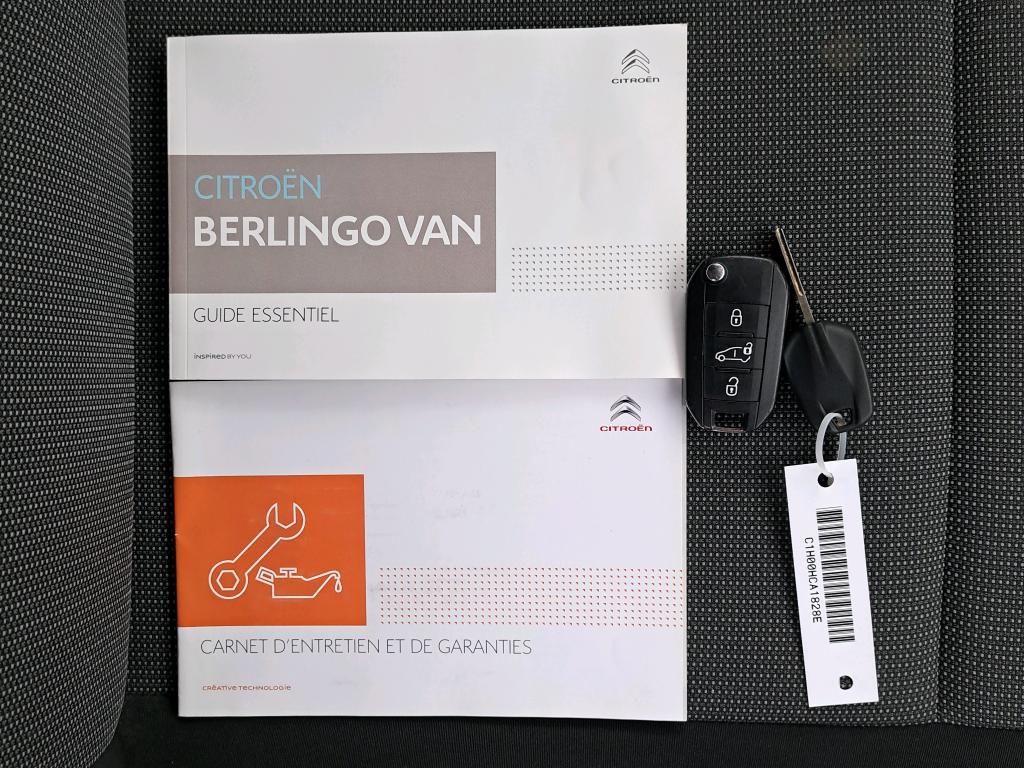 CITROËN
CITROËN
BERLINGO VAN
GUIDE ESSENTIEL
INSPIRED BY YOU
CITROËN
CARNET D'ENTRETIEN ET DE GARANTIES
CRÉATIVE TECHNOLOGIE
C1H00HCA1828E